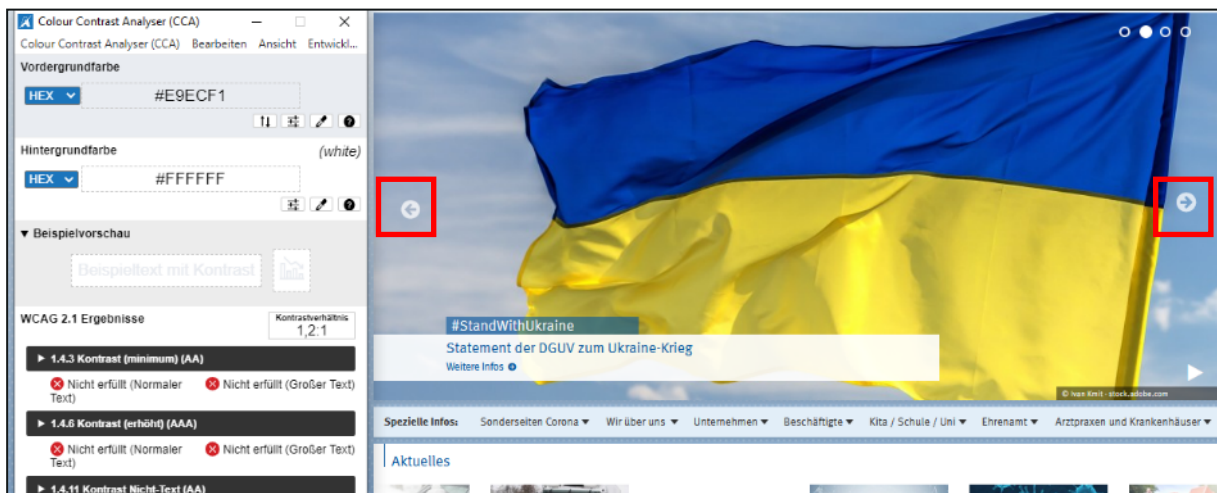 Colour Contrast Analyser (CCA)
Colour Contrast Analyser (CCA) Bearbeiten Ansicht Entwickl...
Vordergrundfarbe
HEX #E9ECF1
Hintergrundfarbe (white)
HEX #FFFFFF
▼ Beispielvorschau
Beispieltext mit Kontrast
WCAG 2.1 Ergebnisse
Kontrastverhältnis
1,2:1
► 1.4.3 Kontrast (minimum) (AA)
Nicht erfüllt (Normaler Text)
Nicht erfüllt (Großer Text)
► 1.4.6 Kontrast (erhöht) (AAA)
Nicht erfüllt (Normaler Text)
Nicht erfüllt (Großer Text)
► 1.4.11 Kontrast Nicht-Text (AA)
#StandWithUkraine
Statement der DGUV zum Ukraine-Krieg
Weitere Infos
© Ivan Kmit - stock.adobe.com
Spezielle Infos: Sonderseiten Corona ▼ Wir über uns ▼ Unternehmen ▼ Beschäftigte ▼ Kita / Schule / Uni ▼ Ehrenamt ▼ Arztpraxen und Krankenhäuser ▼
Aktuelles